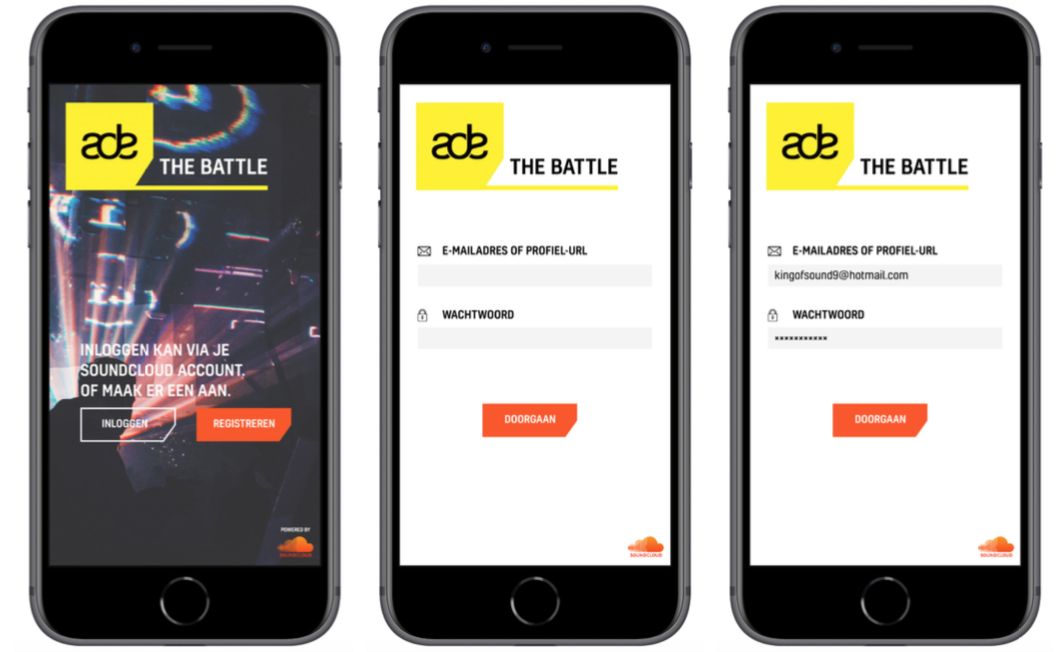 ade
THE BATTLE
INLOGGEN KAN VIA JE
SOUNDCLOUD ACCOUNT,
OF MAAK ER EEN AAN.
INLOGGEN
REGISTREREN
POWERED BY
SOUNDCLOUD
ade
THE BATTLE
E-MAILADRES OF PROFIEL-URL
WACHTWOORD
DOORGAAN
SOUNDCLOUD
ade
THE BATTLE
E-MAILADRES OF PROFIEL-URL
kingofsound9@hotmail.com
WACHTWOORD
***********
DOORGAAN
SOUNDCLOUD